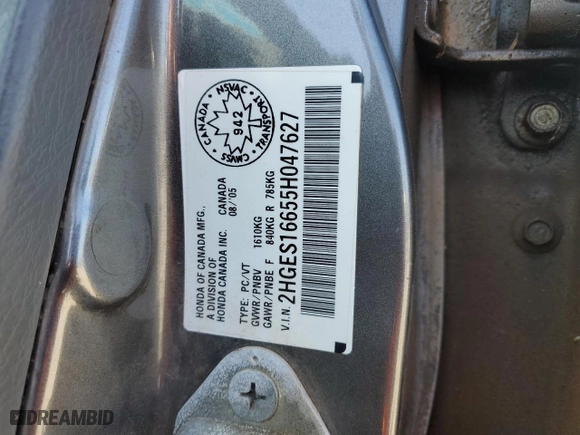 CANADA • NSVAC • TRANSPORT • CMVSS •
942
HONDA OF CANADA MFG.,
A DIVISION OF
HONDA CANADA INC. CANADA
08/'05
TYPE: PC/VT
GVWR/PNBV 1610KG
GAWR/PNBE F 840KG R 785KG
V.I.N. 2HGES16655H047627
DREAMBID